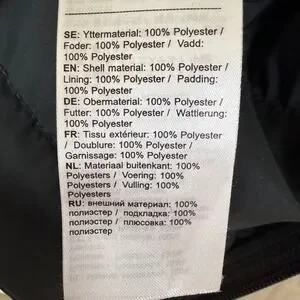 SE: Yttermaterial: 100% Polyester /
Foder: 100% Polyester / Vadd:
100% Polyester
EN: Shell material: 100% Polyester /
Lining: 100% Polyester / Padding:
100% Polyester
DE: Obermaterial: 100% Polyester /
Futter: 100% Polyester / Wattierung:
100% Polyester
FR: Tissu extérieur: 100% Polyester
/ Doublure: 100% Polyester /
Garnissage: 100% Polyester
NL: Materiaal buitenkant: 100%
Polyesters / Voering: 100%
Polyesters / Vulling: 100%
Polyesters
RU: внешний материал: 100%
полиэстер / подкладка: 100%
полиэстер / плюсовка: 100%
полиэстер